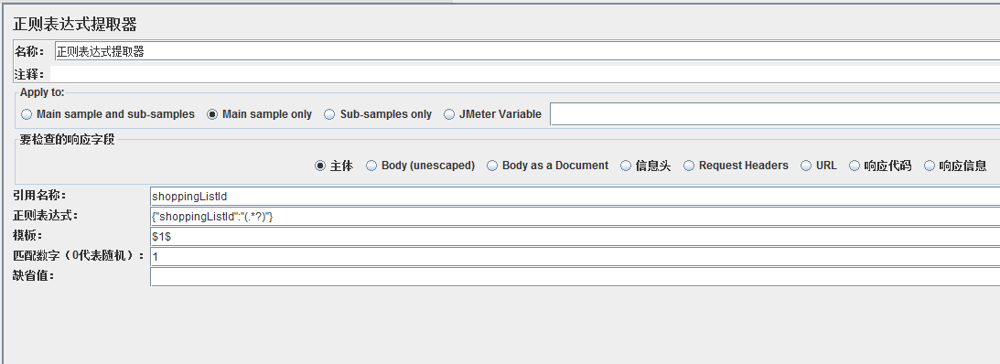 正则表达式提取器
名称： 正则表达式提取器
注释：
Apply to:
Main sample and sub-samples Main sample only Sub-samples only JMeter Variable
要检查的响应字段
主体 Body (unescaped) Body as a Document 信息头 Request Headers URL 响应代码 响应信息
引用名称： shoppingListId
正则表达式： {"shoppingListId":"(.*?)"}
模板： $1$
匹配数字（0代表随机）： 1
缺省值：